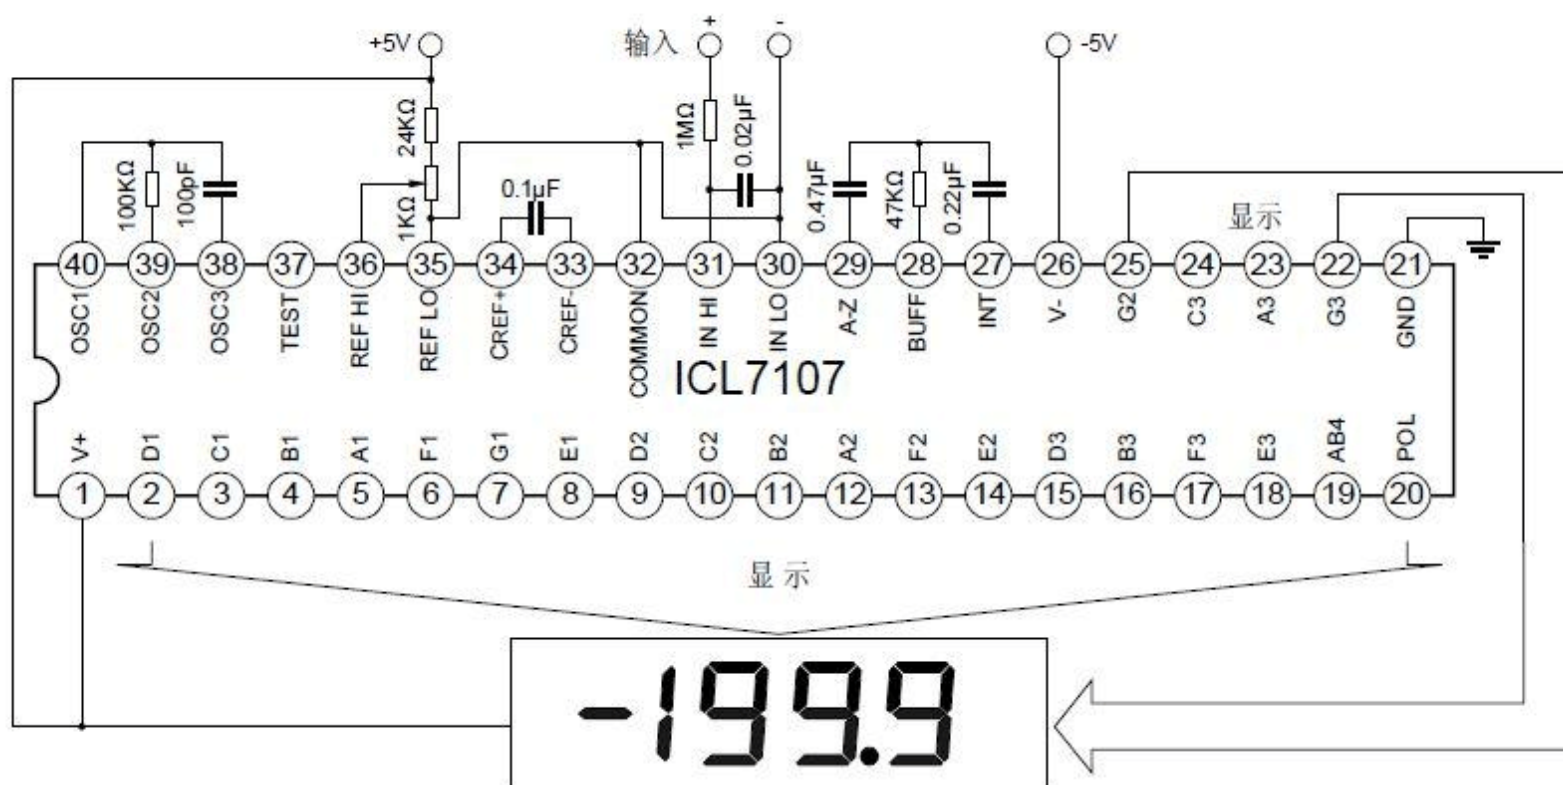 +5V
输入
+
-
-5V
24KΩ
1MΩ
0.02µF
100KΩ
100pF
1KΩ
0.1µF
0.47µF
47KΩ
0.22µF
显示
40 39 38 37 36 35 34 33 32 31 30 29 28 27 26 25 24 23 22 21
OSC1 OSC2 OSC3 TEST REF HI REF LO CREF+ CREF- COMMON IN HI IN LO A-Z BUFF INT V- G2 C3 A3 G3 GND
ICL7107
V+ D1 C1 B1 A1 F1 G1 E1 D2 C2 B2 A2 F2 E2 D3 B3 F3 E3 AB4 POL
1 2 3 4 5 6 7 8 9 10 11 12 13 14 15 16 17 18 19 20
显示
-199.9